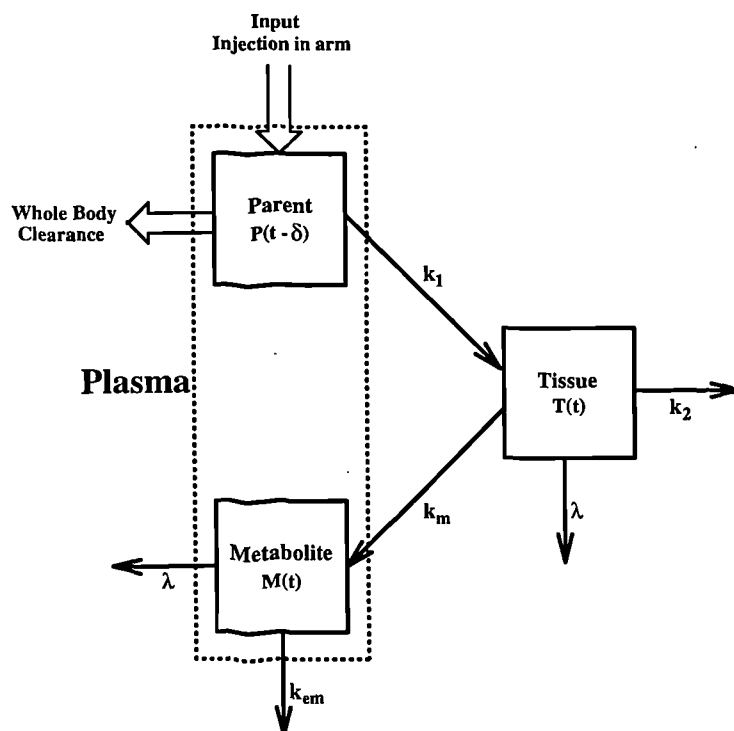 Input
Injection in arm
Parent
P(t - δ)
Whole Body
Clearance
k1
Plasma
Tissue
T(t)
k2
λ
km
Metabolite
M(t)
λ
kem